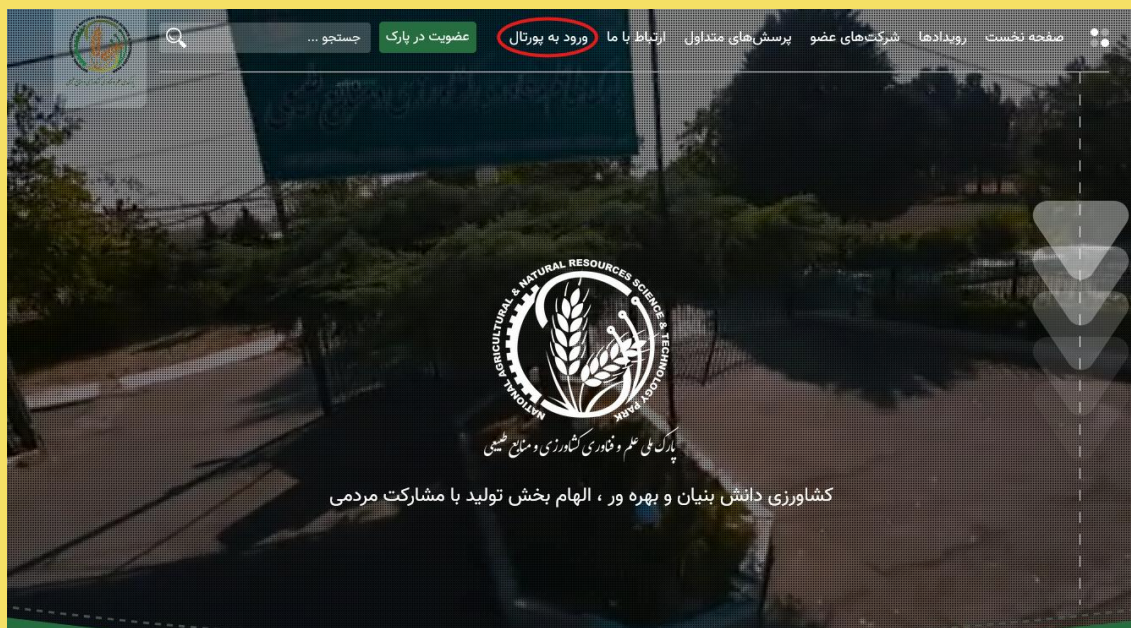 صفحه نخست رویدادها شرکت‌های عضو پرسش‌های متداول ارتباط با ما ورود به پورتال عضویت در پارک جستجو ...
NATIONAL AGRICULTURAL & NATURAL RESOURCES SCIENCE & TECHNOLOGY PARK
پارک ملی علم و فناوری کشاورزی و منابع طبیعی
کشاورزی دانش بنیان و بهره ور ، الهام بخش تولید با مشارکت مردمی